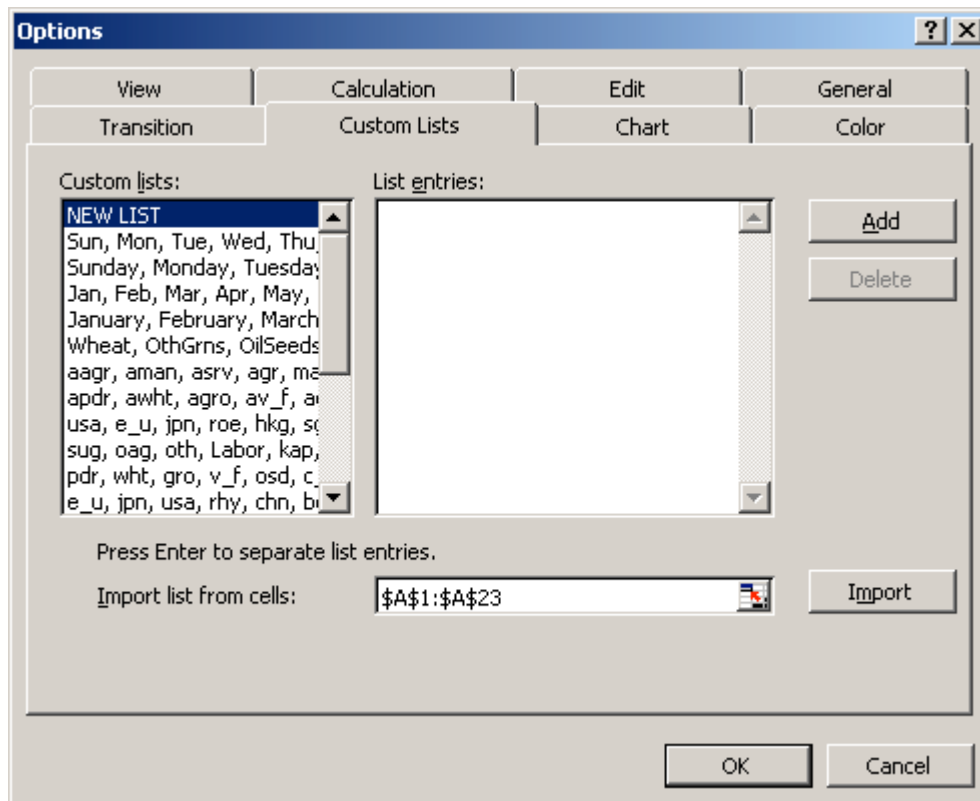 Options
View Calculation Edit General
Transition Custom Lists Chart Color
Custom lists: List entries:
NEW LIST
Sun, Mon, Tue, Wed, Thu,
Sunday, Monday, Tuesday
Jan, Feb, Mar, Apr, May,
January, February, March
Wheat, OthGrns, OilSeeds
aagr, aman, asrv, agr, ma
apdr, awht, agro, av_f,
usa, e_u, jpn, roe, hkg,
sug, oag, oth, Labor, kap,
pdr, wht, gro, v_f, osd, c_
e_u, jpn, usa, rhy, chn,
Add
Delete
Press Enter to separate list entries.
Import list from cells: $A$1:$A$23 Import
OK Cancel